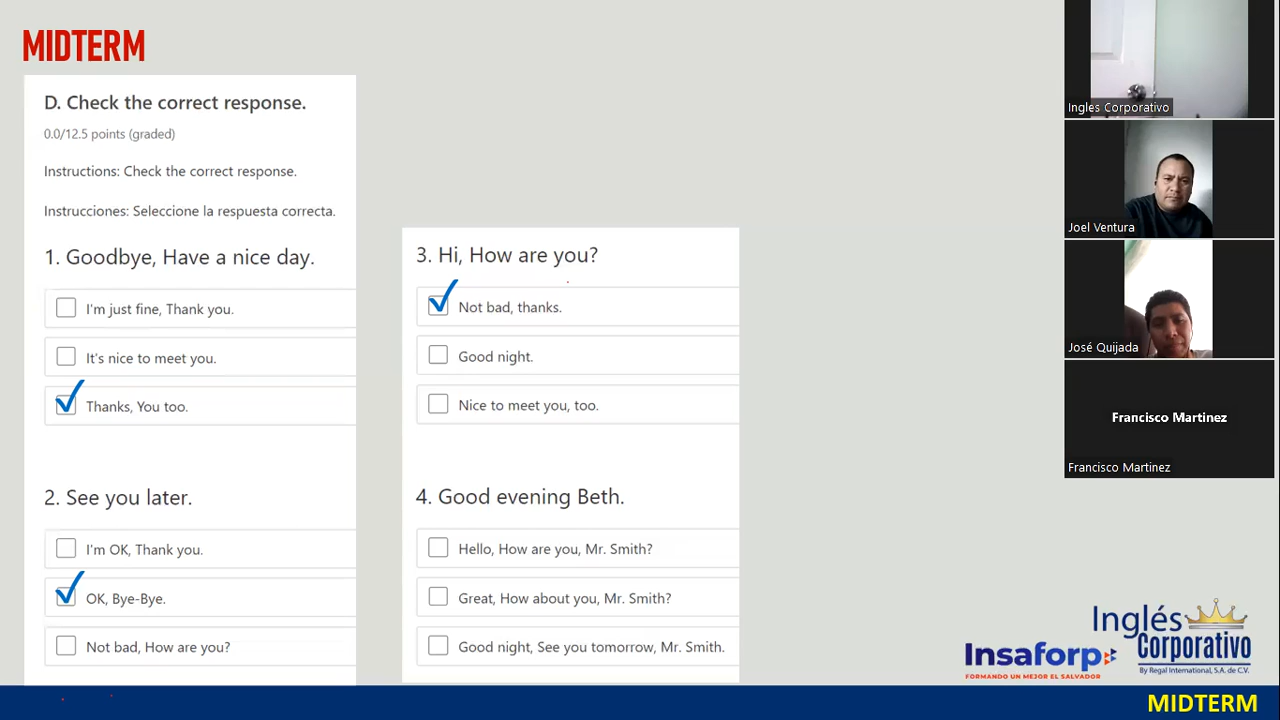 MIDTERM
D. Check the correct response.
0.0/12.5 points (graded)
Instructions: Check the correct response.
Instrucciones: Seleccione la respuesta correcta.
1. Goodbye, Have a nice day.
I'm just fine, Thank you.
It's nice to meet you.
Thanks, You too.
2. See you later.
I'm OK, Thank you.
OK, Bye-Bye.
Not bad, How are you?
3. Hi, How are you?
Not bad, thanks.
Good night.
Nice to meet you, too.
4. Good evening Beth.
Hello, How are you, Mr. Smith?
Great, How about you, Mr. Smith?
Good night, See you tomorrow, Mr. Smith.
Ingles Corporativo
Joel Ventura
José Quijada
Francisco Martinez
Francisco Martinez
Insaforp
FORMANDO UN MEJOR EL SALVADOR
Inglés
Corporativo
By Regal International, S.A. de C.V.
MIDTERM